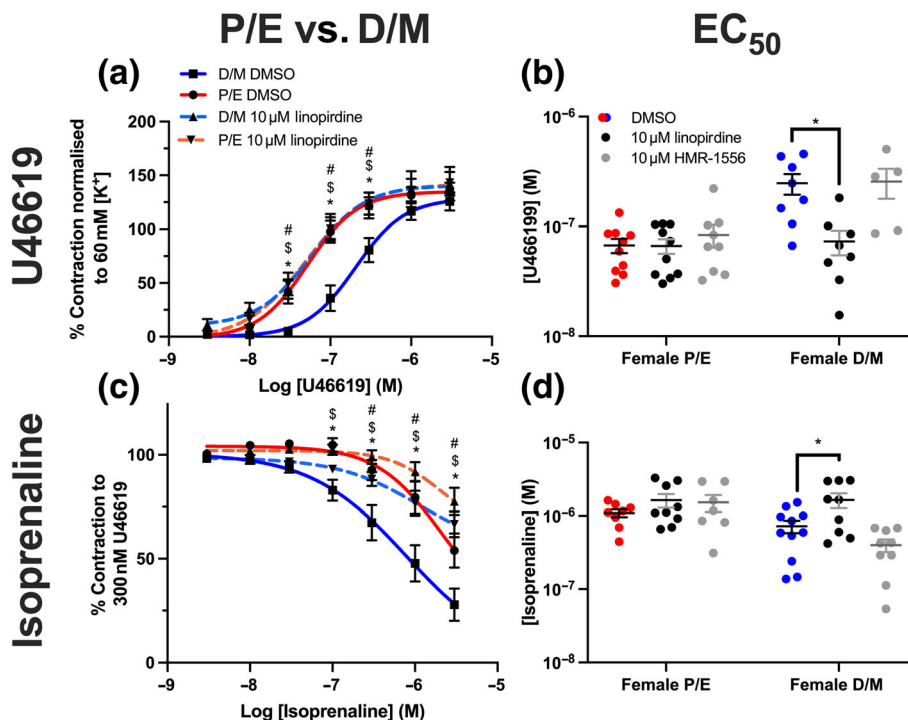 P/E vs. D/M
EC50
U46619
Isoprenaline
(a)
D/M DMSO
P/E DMSO
D/M 10 µM linopirdine
P/E 10 µM linopirdine
% Contraction normalised
to 60mM [K+]
200
150
100
50
0
#
$
*
#
$
*
#
$
*
−9
−8
−7
−6
−5
Log [U46619] (M)
(b)
DMSO
10 µM linopirdine
10 µM HMR-1556
*
[U466199] (M)
10−6
10−7
10−8
Female P/E
Female D/M
(c)
% Contraction to
300 nM U46619
100
50
0
$
*
#
$
*
#
$
*
#
$
*
−9
−8
−7
−6
−5
Log [Isoprenaline] (M)
(d)
*
[Isoprenaline] (M)
10−5
10−6
10−7
10−8
Female P/E
Female D/M